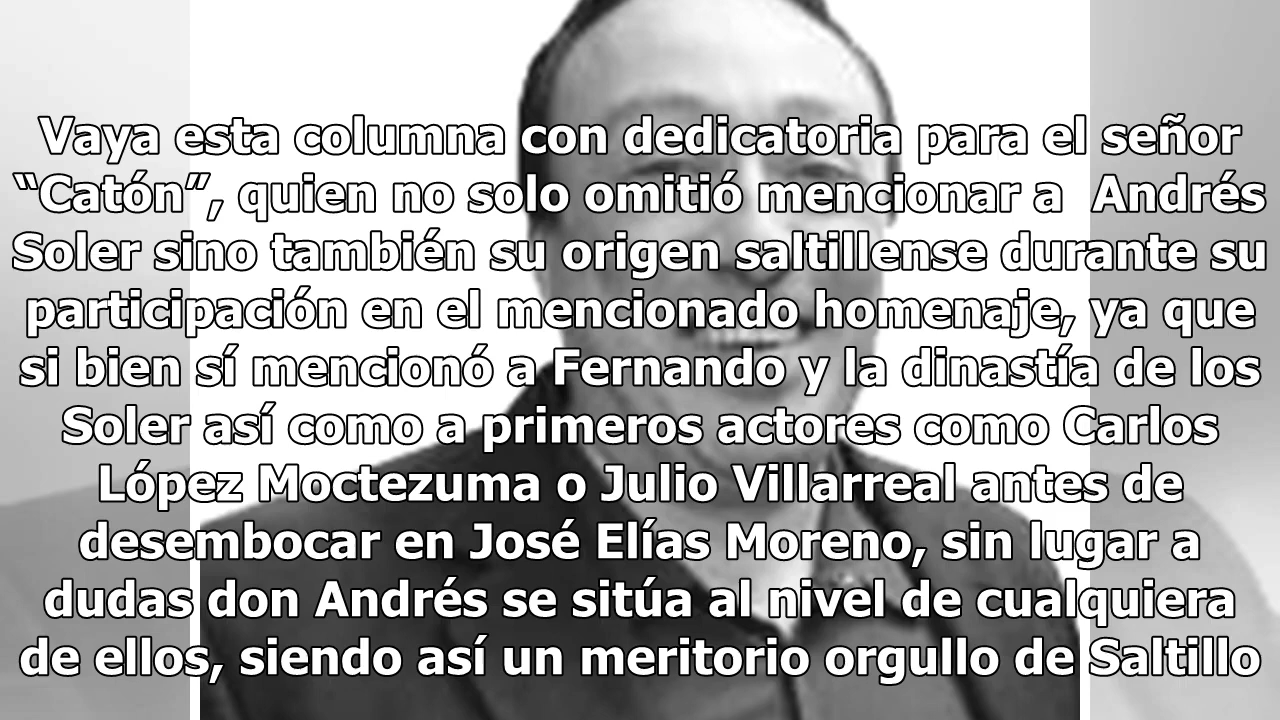 Vaya esta columna con dedicatoria para el señor
“Catón”, quien no solo omitió mencionar a  Andrés
Soler sino también su origen saltillense durante su
participación en el mencionado homenaje, ya que
si bien sí mencionó a Fernando y la dinastía de los
Soler así como a primeros actores como Carlos
López Moctezuma o Julio Villarreal antes de
desembocar en José Elías Moreno, sin lugar a
dudas don Andrés se sitúa al nivel de cualquiera
de ellos, siendo así un meritorio orgullo de Saltillo